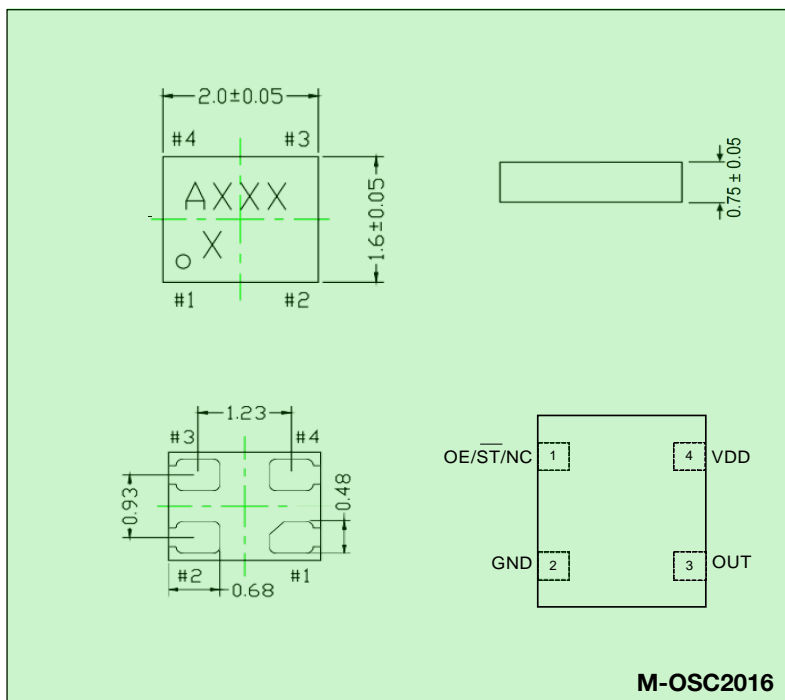 2.0±0.05
#4 #3
AXXX
X
#1 #2
1.6±0.05
0.75 ± 0.05
1.23
#3 #4
0.93
0.48
#2 #1
0.68
OE/S̅T̅/NC 1 4 VDD
GND 2 3 OUT
M-OSC2016